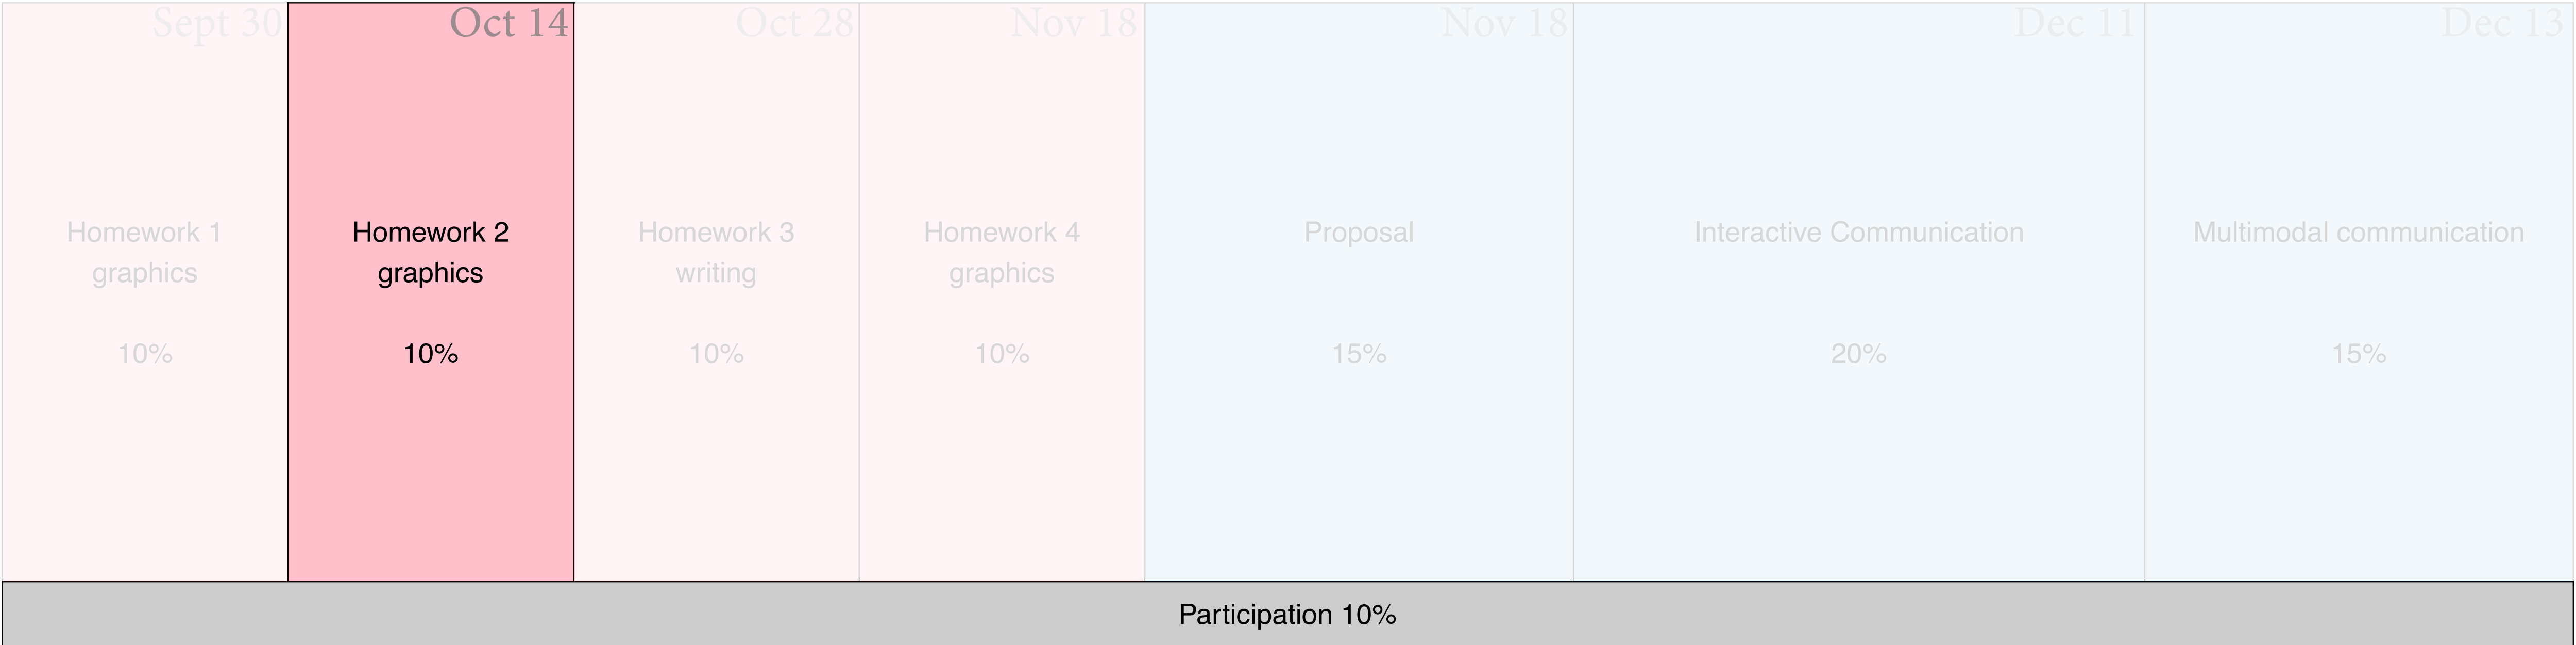 Sept 30
Oct 14
Oct 28
Nov 18
Nov 18
Dec 11
Dec 13
Homework 1
graphics
10%
Homework 2
graphics
10%
Homework 3
writing
10%
Homework 4
graphics
10%
Proposal
15%
Interactive Communication
20%
Multimodal communication
15%
Participation 10%